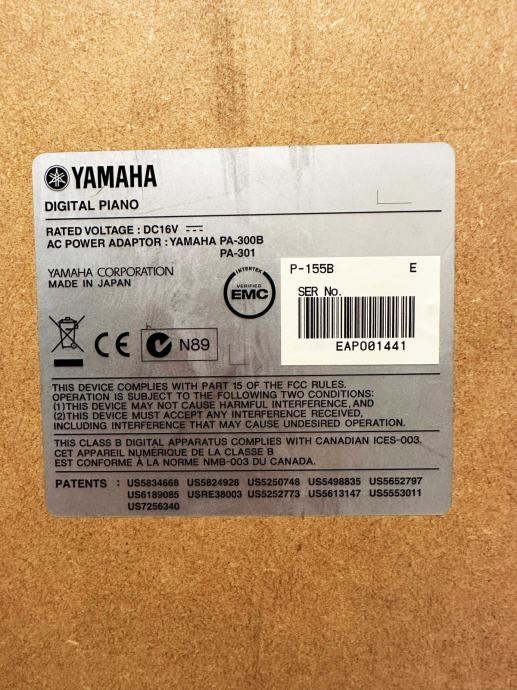 YAMAHA
DIGITAL PIANO
RATED VOLTAGE : DC16V
AC POWER ADAPTOR : YAMAHA PA-300B
PA-301
YAMAHA CORPORATION
MADE IN JAPAN
INTERTEK
VERIFIED
EMC
P-155B E
SER No.
EAP001441
CE N89
THIS DEVICE COMPLIES WITH PART 15 OF THE FCC RULES.
OPERATION IS SUBJECT TO THE FOLLOWING TWO CONDITIONS:
(1)THIS DEVICE MAY NOT CAUSE HARMFUL INTERFERENCE, AND
(2)THIS DEVICE MUST ACCEPT ANY INTERFERENCE RECEIVED,
INCLUDING INTERFERENCE THAT MAY CAUSE UNDESIRED OPERATION.
THIS CLASS B DIGITAL APPARATUS COMPLIES WITH CANADIAN ICES-003.
CET APPAREIL NUMERIQUE DE LA CLASSE B
EST CONFORME À LA NORME NMB-003 DU CANADA.
PATENTS : US5834668 US5824928 US5250748 US5498835 US5652797
US6189085 USRE38003 US5252773 US5613147 US5553011
US7256340